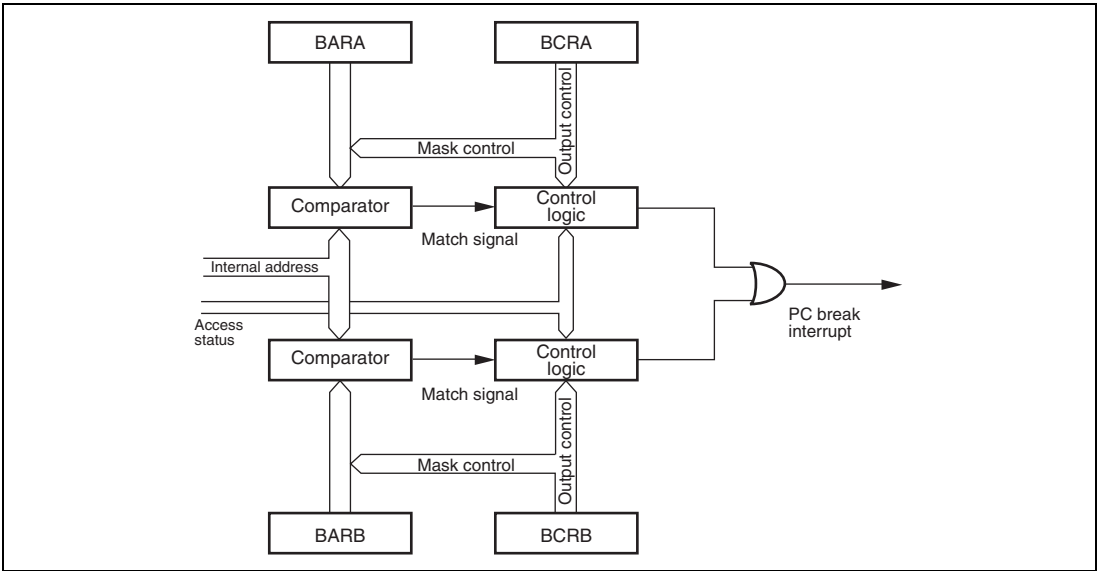 BARA
BCRA
Output control
Mask control
Comparator
Control
logic
Match signal
Internal address
Access
status
PC break
interrupt
Comparator
Control
logic
Match signal
Output control
Mask control
BARB
BCRB